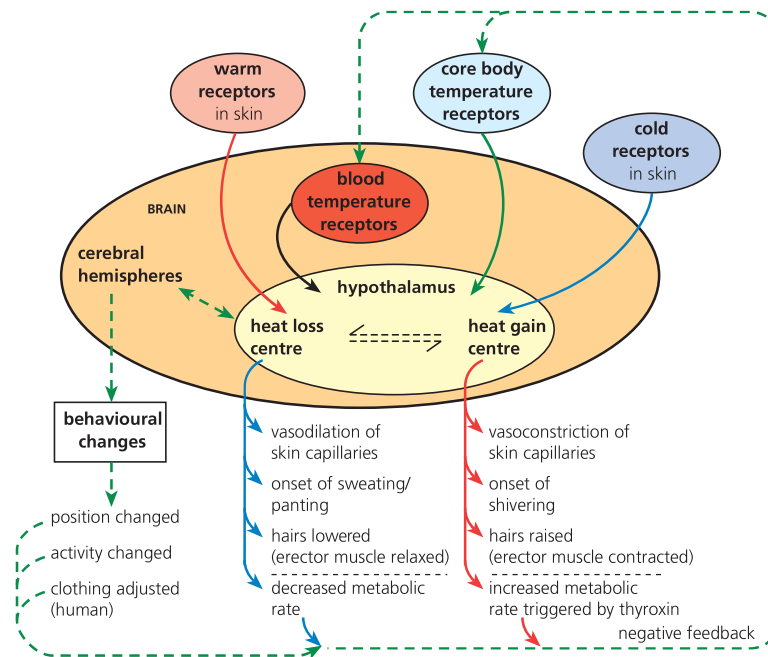 warm
receptors
in skin
core body
temperature
receptors
cold
receptors
in skin
blood
temperature
receptors
BRAIN
cerebral
hemispheres
hypothalamus
heat loss
centre
heat gain
centre
behavioural
changes
position changed
activity changed
clothing adjusted
(human)
vasodilation of
skin capillaries
onset of sweating/
panting
hairs lowered
(erector muscle relaxed)
decreased metabolic
rate
vasoconstriction of
skin capillaries
onset of
shivering
hairs raised
(erector muscle contracted)
increased metabolic
rate triggered by thyroxin
negative feedback